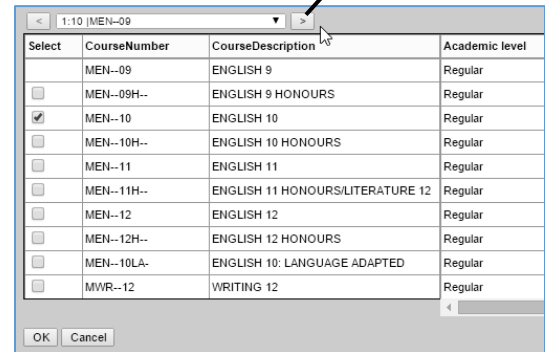 < 1:10 |MEN--09 ▼ >
Select CourseNumber CourseDescription Academic level
MEN--09 ENGLISH 9 Regular
MEN--09H-- ENGLISH 9 HONOURS Regular
MEN--10 ENGLISH 10 Regular
MEN--10H-- ENGLISH 10 HONOURS Regular
MEN--11 ENGLISH 11 Regular
MEN--11H-- ENGLISH 11 HONOURS/LITERATURE 12 Regular
MEN--12 ENGLISH 12 Regular
MEN--12H-- ENGLISH 12 HONOURS Regular
MEN--10LA- ENGLISH 10: LANGUAGE ADAPTED Regular
MWR--12 WRITING 12 Regular
OK Cancel